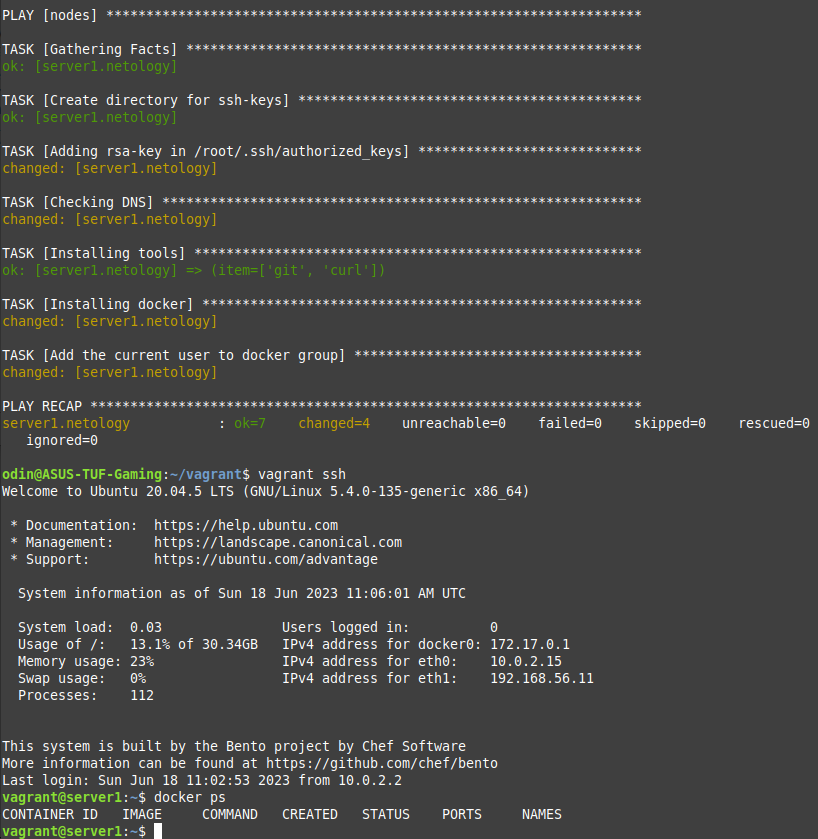 PLAY [nodes] *******************************************************************

TASK [Gathering Facts] *********************************************************
ok: [server1.netology]

TASK [Create directory for ssh-keys] *******************************************
ok: [server1.netology]

TASK [Adding rsa-key in /root/.ssh/authorized_keys] ****************************
changed: [server1.netology]

TASK [Checking DNS] ************************************************************
changed: [server1.netology]

TASK [Installing tools] ********************************************************
ok: [server1.netology] => (item=['git', 'curl'])

TASK [Installing docker] *******************************************************
changed: [server1.netology]

TASK [Add the current user to docker group] ************************************
changed: [server1.netology]

PLAY RECAP *********************************************************************
server1.netology           : ok=7    changed=4    unreachable=0    failed=0    skipped=0    rescued=0
   ignored=0

odin@ASUS-TUF-Gaming:~/vagrant$ vagrant ssh
Welcome to Ubuntu 20.04.5 LTS (GNU/Linux 5.4.0-135-generic x86_64)

 * Documentation:  https://help.ubuntu.com
 * Management:     https://landscape.canonical.com
 * Support:        https://ubuntu.com/advantage

  System information as of Sun 18 Jun 2023 11:06:01 AM UTC

  System load:  0.03               Users logged in:          0
  Usage of /:   13.1% of 30.34GB   IPv4 address for docker0: 172.17.0.1
  Memory usage: 23%                IPv4 address for eth0:    10.0.2.15
  Swap usage:   0%                 IPv4 address for eth1:    192.168.56.11
  Processes:    112

This system is built by the Bento project by Chef Software
More information can be found at https://github.com/chef/bento
Last login: Sun Jun 18 11:02:53 2023 from 10.0.2.2
vagrant@server1:~$ docker ps
CONTAINER ID   IMAGE     COMMAND   CREATED   STATUS    PORTS     NAMES
vagrant@server1:~$